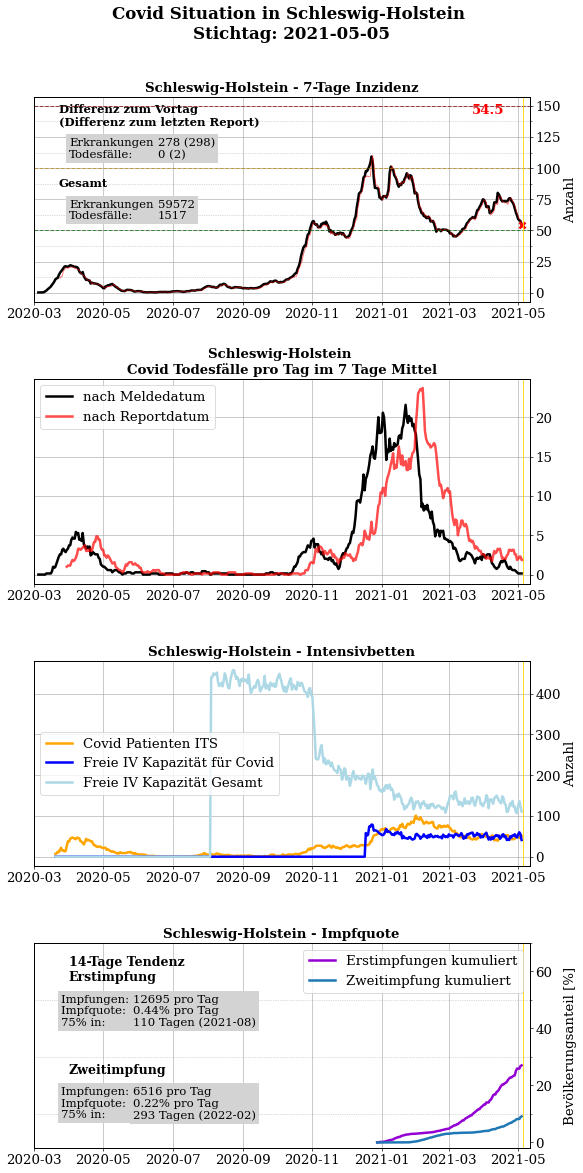 Covid Situation in Schleswig-Holstein
Stichtag: 2021-05-05
Schleswig-Holstein - 7-Tage Inzidenz
Differenz zum Vortag
(Differenz zum letzten Report)
Erkrankungen 278 (298)
Todesfälle: 0 (2)
Gesamt
Erkrankungen 59572
Todesfälle: 1517
54.5
150
125
100
75
50
25
0
Anzahl
2020-03 2020-05 2020-07 2020-09 2020-11 2021-01 2021-03 2021-05
Schleswig-Holstein
Covid Todesfälle pro Tag im 7 Tage Mittel
nach Meldedatum
nach Reportdatum
20
15
10
5
0
2020-03 2020-05 2020-07 2020-09 2020-11 2021-01 2021-03 2021-05
Schleswig-Holstein - Intensivbetten
Covid Patienten ITS
Freie IV Kapazität für Covid
Freie IV Kapazität Gesamt
400
300
200
100
0
Anzahl
2020-03 2020-05 2020-07 2020-09 2020-11 2021-01 2021-03 2021-05
Schleswig-Holstein - Impfquote
14-Tage Tendenz
Erstimpfung
Impfungen: 12695 pro Tag
Impfquote: 0.44% pro Tag
75% in: 110 Tagen (2021-08)
Zweitimpfung
Impfungen: 6516 pro Tag
Impfquote: 0.22% pro Tag
75% in: 293 Tagen (2022-02)
Erstimpfungen kumuliert
Zweitimpfung kumuliert
60
40
20
0
Bevölkerungsanteil [%]
2020-03 2020-05 2020-07 2020-09 2020-11 2021-01 2021-03 2021-05